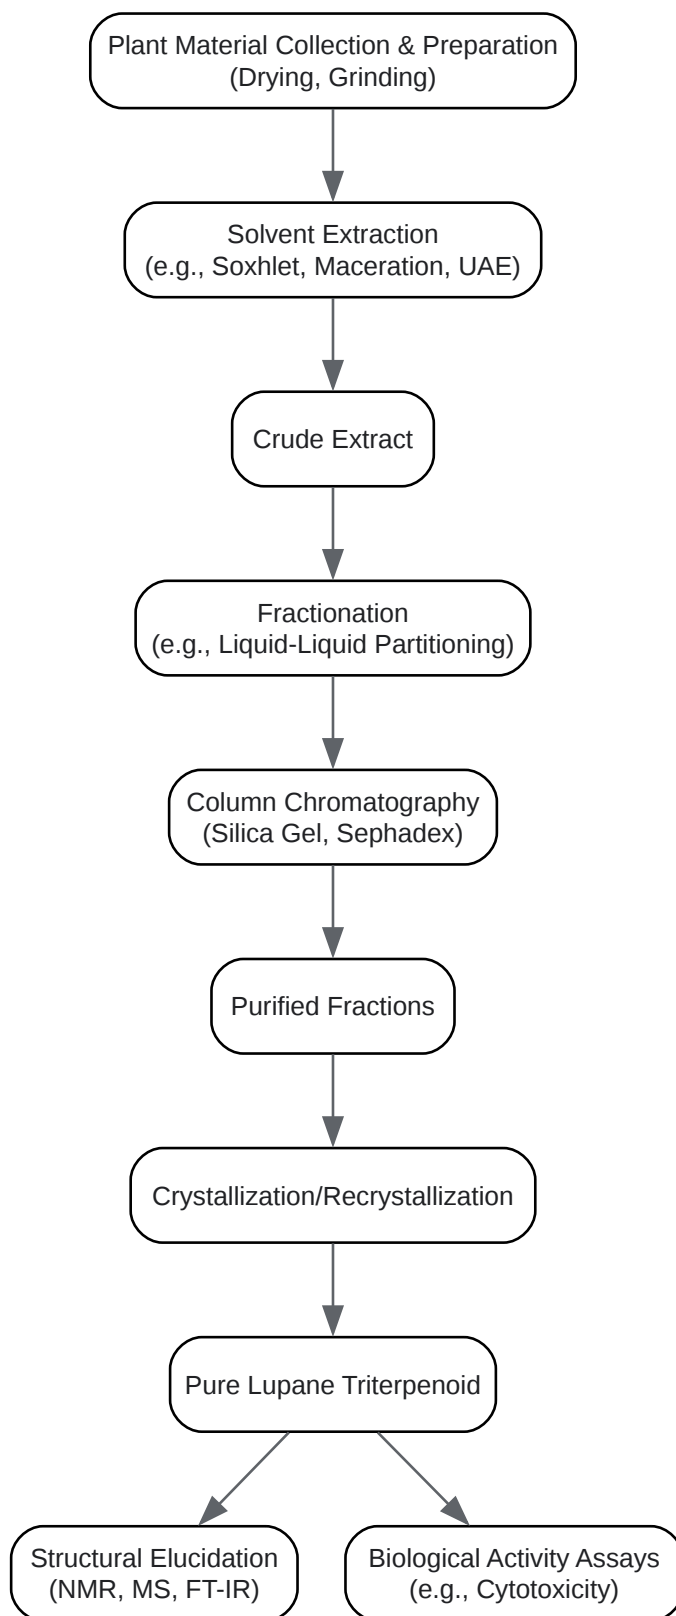 Plant Material Collection & Preparation
(Drying, Grinding)
Solvent Extraction
(e.g., Soxhlet, Maceration, UAE)
Crude Extract
Fractionation
(e.g., Liquid-Liquid Partitioning)
Column Chromatography
(Silica Gel, Sephadex)
Purified Fractions
Crystallization/Recrystallization
Pure Lupane Triterpenoid
Structural Elucidation
(NMR, MS, FT-IR)
Biological Activity Assays
(e.g., Cytotoxicity)